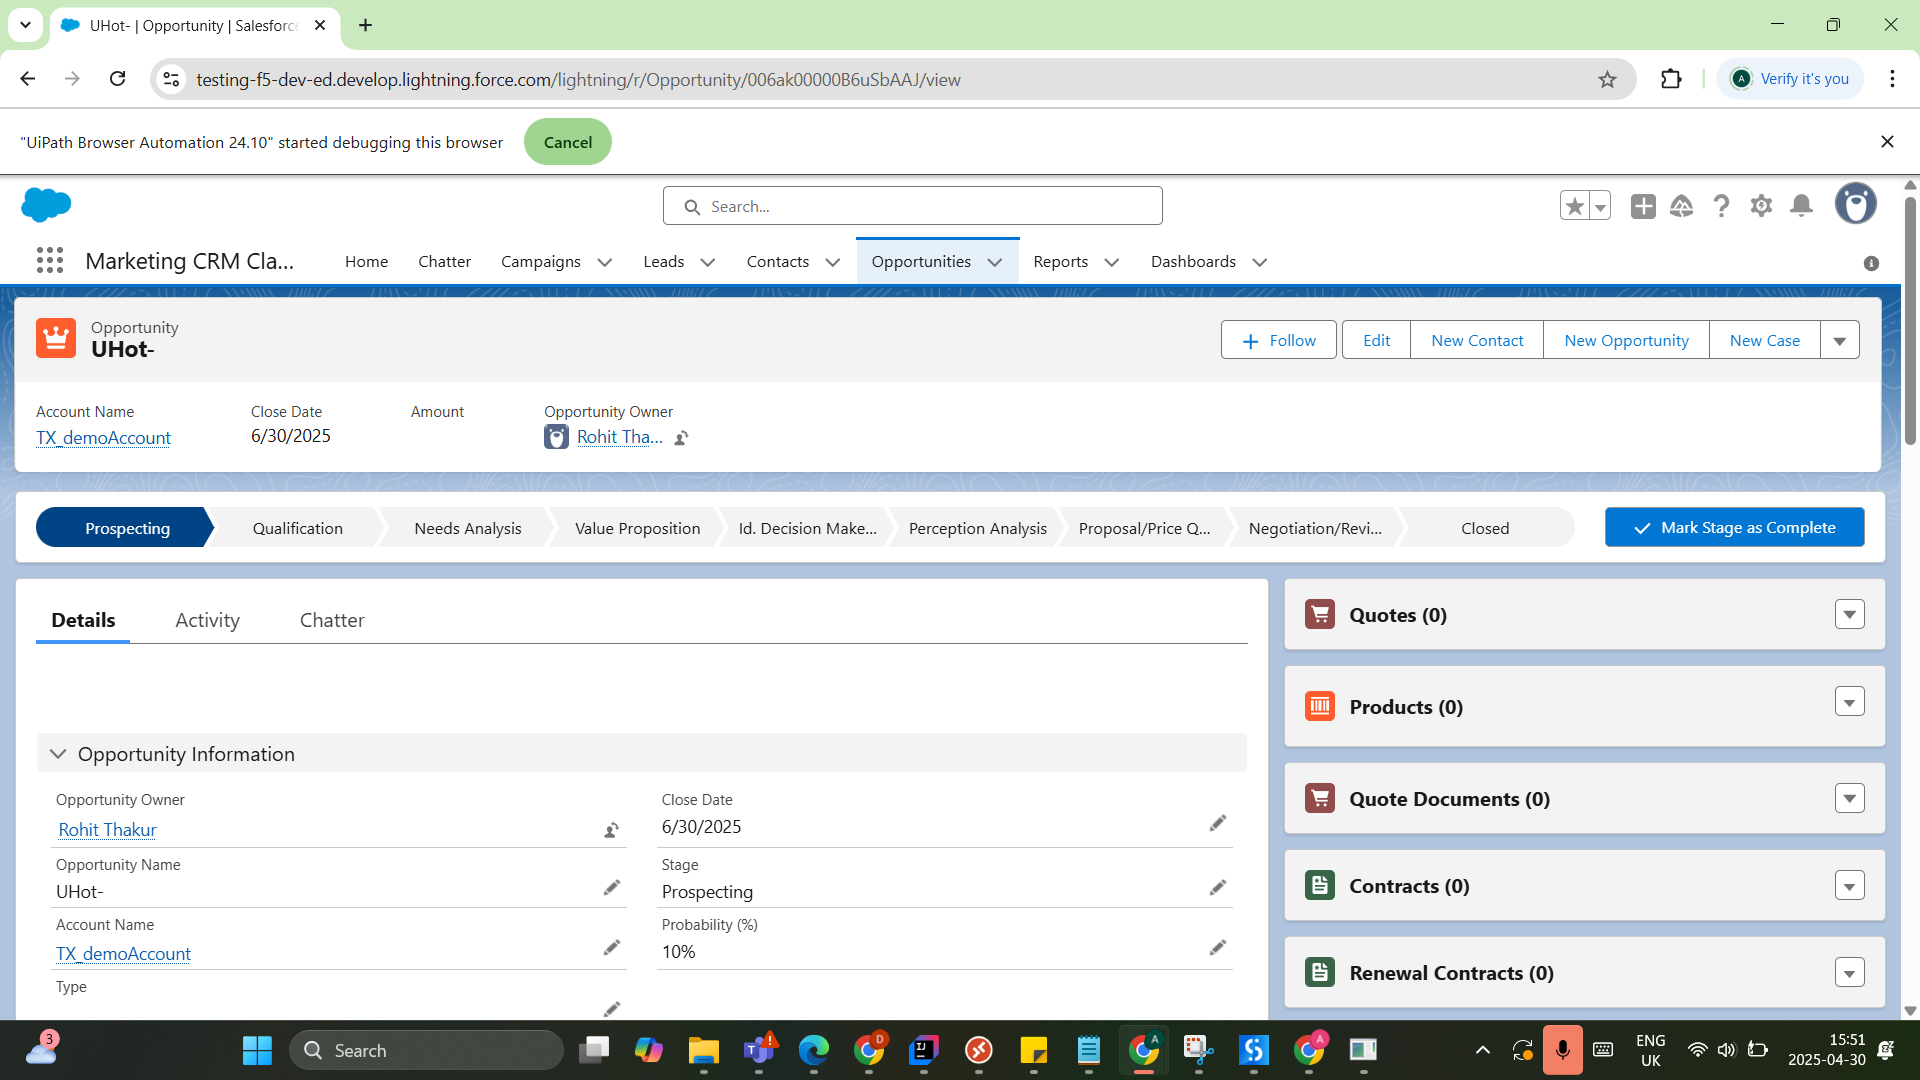 UHot- | Opportunity | Salesforc
testing-f5-dev-ed.develop.lightning.force.com/lightning/r/Opportunity/006ak00000B6uSbAAJ/view
A
Verify it's you
"UiPath Browser Automation 24.10" started debugging this browser
Cancel
Search...
Marketing CRM Cla...
Home
Chatter
Campaigns
Leads
Contacts
Opportunities
Reports
Dashboards
Opportunity
UHot-
Follow
Edit
New Contact
New Opportunity
New Case
Account Name
Close Date
Amount
Opportunity Owner
TX_demoAccount
6/30/2025
Rohit Tha...
Prospecting
Qualification
Needs Analysis
Value Proposition
Id. Decision Make...
Perception Analysis
Proposal/Price Q...
Negotiation/Revi...
Closed
Mark Stage as Complete
Details
Activity
Chatter
Opportunity Information
Opportunity Owner
Rohit Thakur
Close Date
6/30/2025
Opportunity Name
UHot-
Stage
Prospecting
Account Name
TX_demoAccount
Probability (%)
10%
Type
Quotes (0)
Products (0)
Quote Documents (0)
Contracts (0)
Renewal Contracts (0)
3
Search
D
A
A
ENG
UK
15:51
2025-04-30